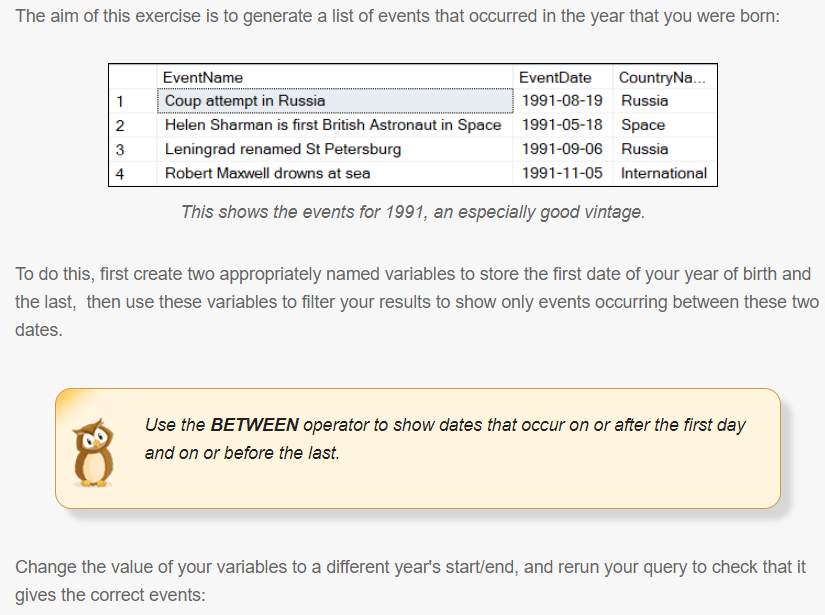 The aim of this exercise is to generate a list of events that occurred in the year that you were born:
EventName EventDate CountryNa...
1 Coup attempt in Russia 1991-08-19 Russia
2 Helen Sharman is first British Astronaut in Space 1991-05-18 Space
3 Leningrad renamed St Petersburg 1991-09-06 Russia
4 Robert Maxwell drowns at sea 1991-11-05 International
This shows the events for 1991, an especially good vintage.
To do this, first create two appropriately named variables to store the first date of your year of birth and
the last,  then use these variables to filter your results to show only events occurring between these two
dates.
Use the BETWEEN operator to show dates that occur on or after the first day
and on or before the last.
Change the value of your variables to a different year's start/end, and rerun your query to check that it
gives the correct events: